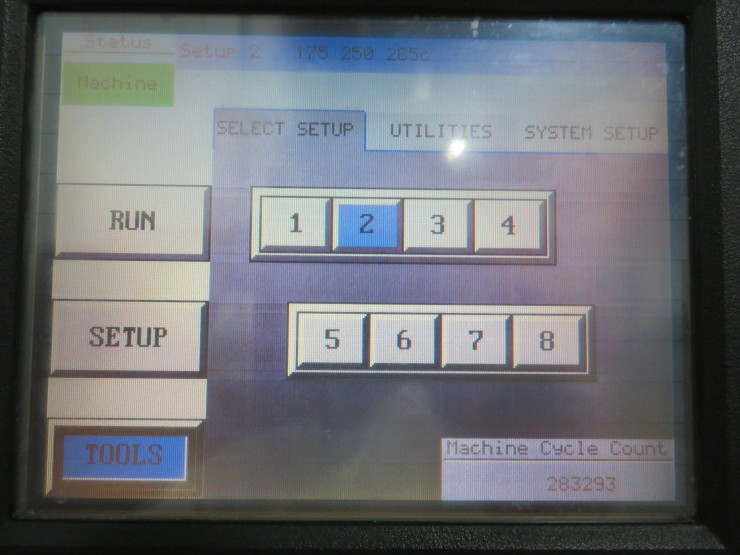 Status
Setup 2 175 250 265c
Machine
SELECT SETUP UTILITIES SYSTEM SETUP
RUN
1 2 3 4
SETUP
5 6 7 8
TOOLS
Machine Cycle Count
283293